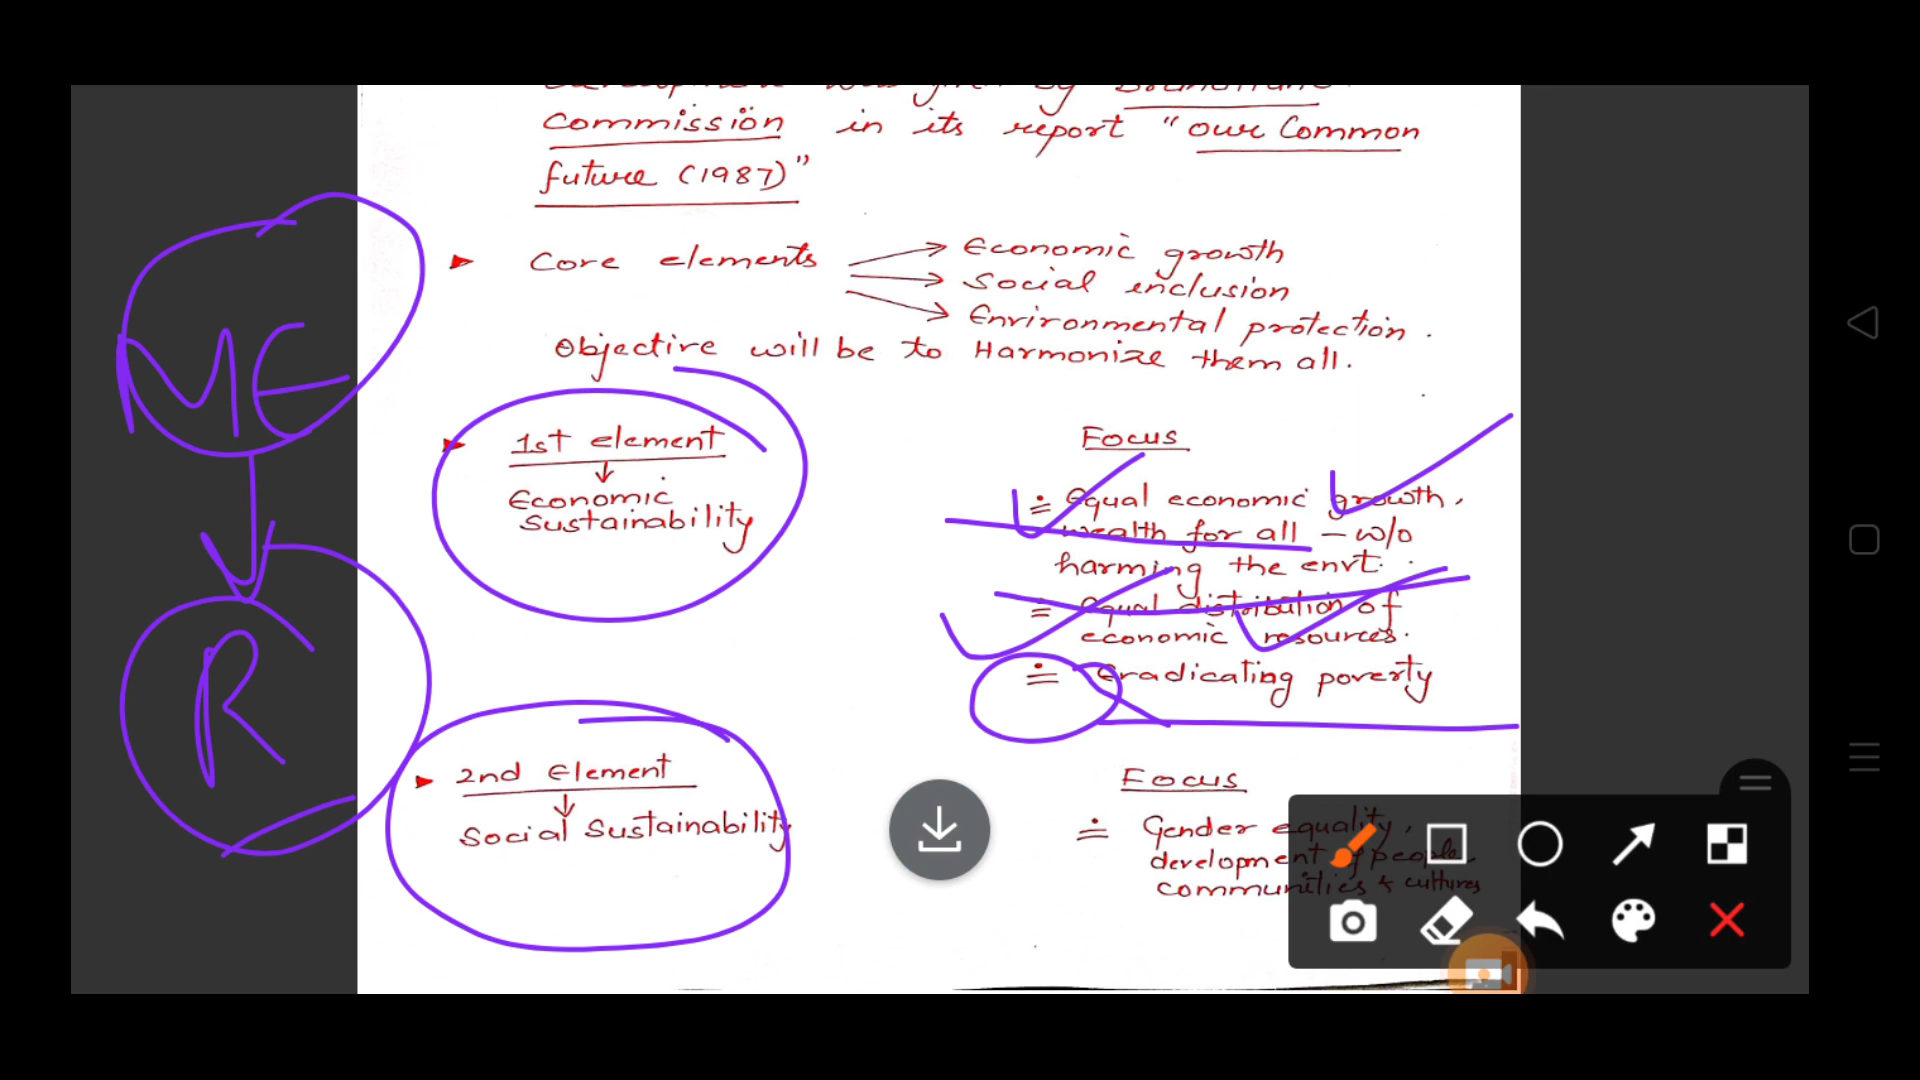 Commission in its report "our Common
future (1987)"
Core elements
Economic growth
Social inclusion
Environmental protection.
Objective will be to Harmonize them all.
1st element
Economic
Sustainability
Focus
= Equal economic growth,
wealth for all - w/o
harming the envt.
= Equal distribution of
economic resources.
= Eradicating poverty
2nd Element
Social Sustainability
Focus
= Gender equality,
development of people,
communities & cultures
ME
R